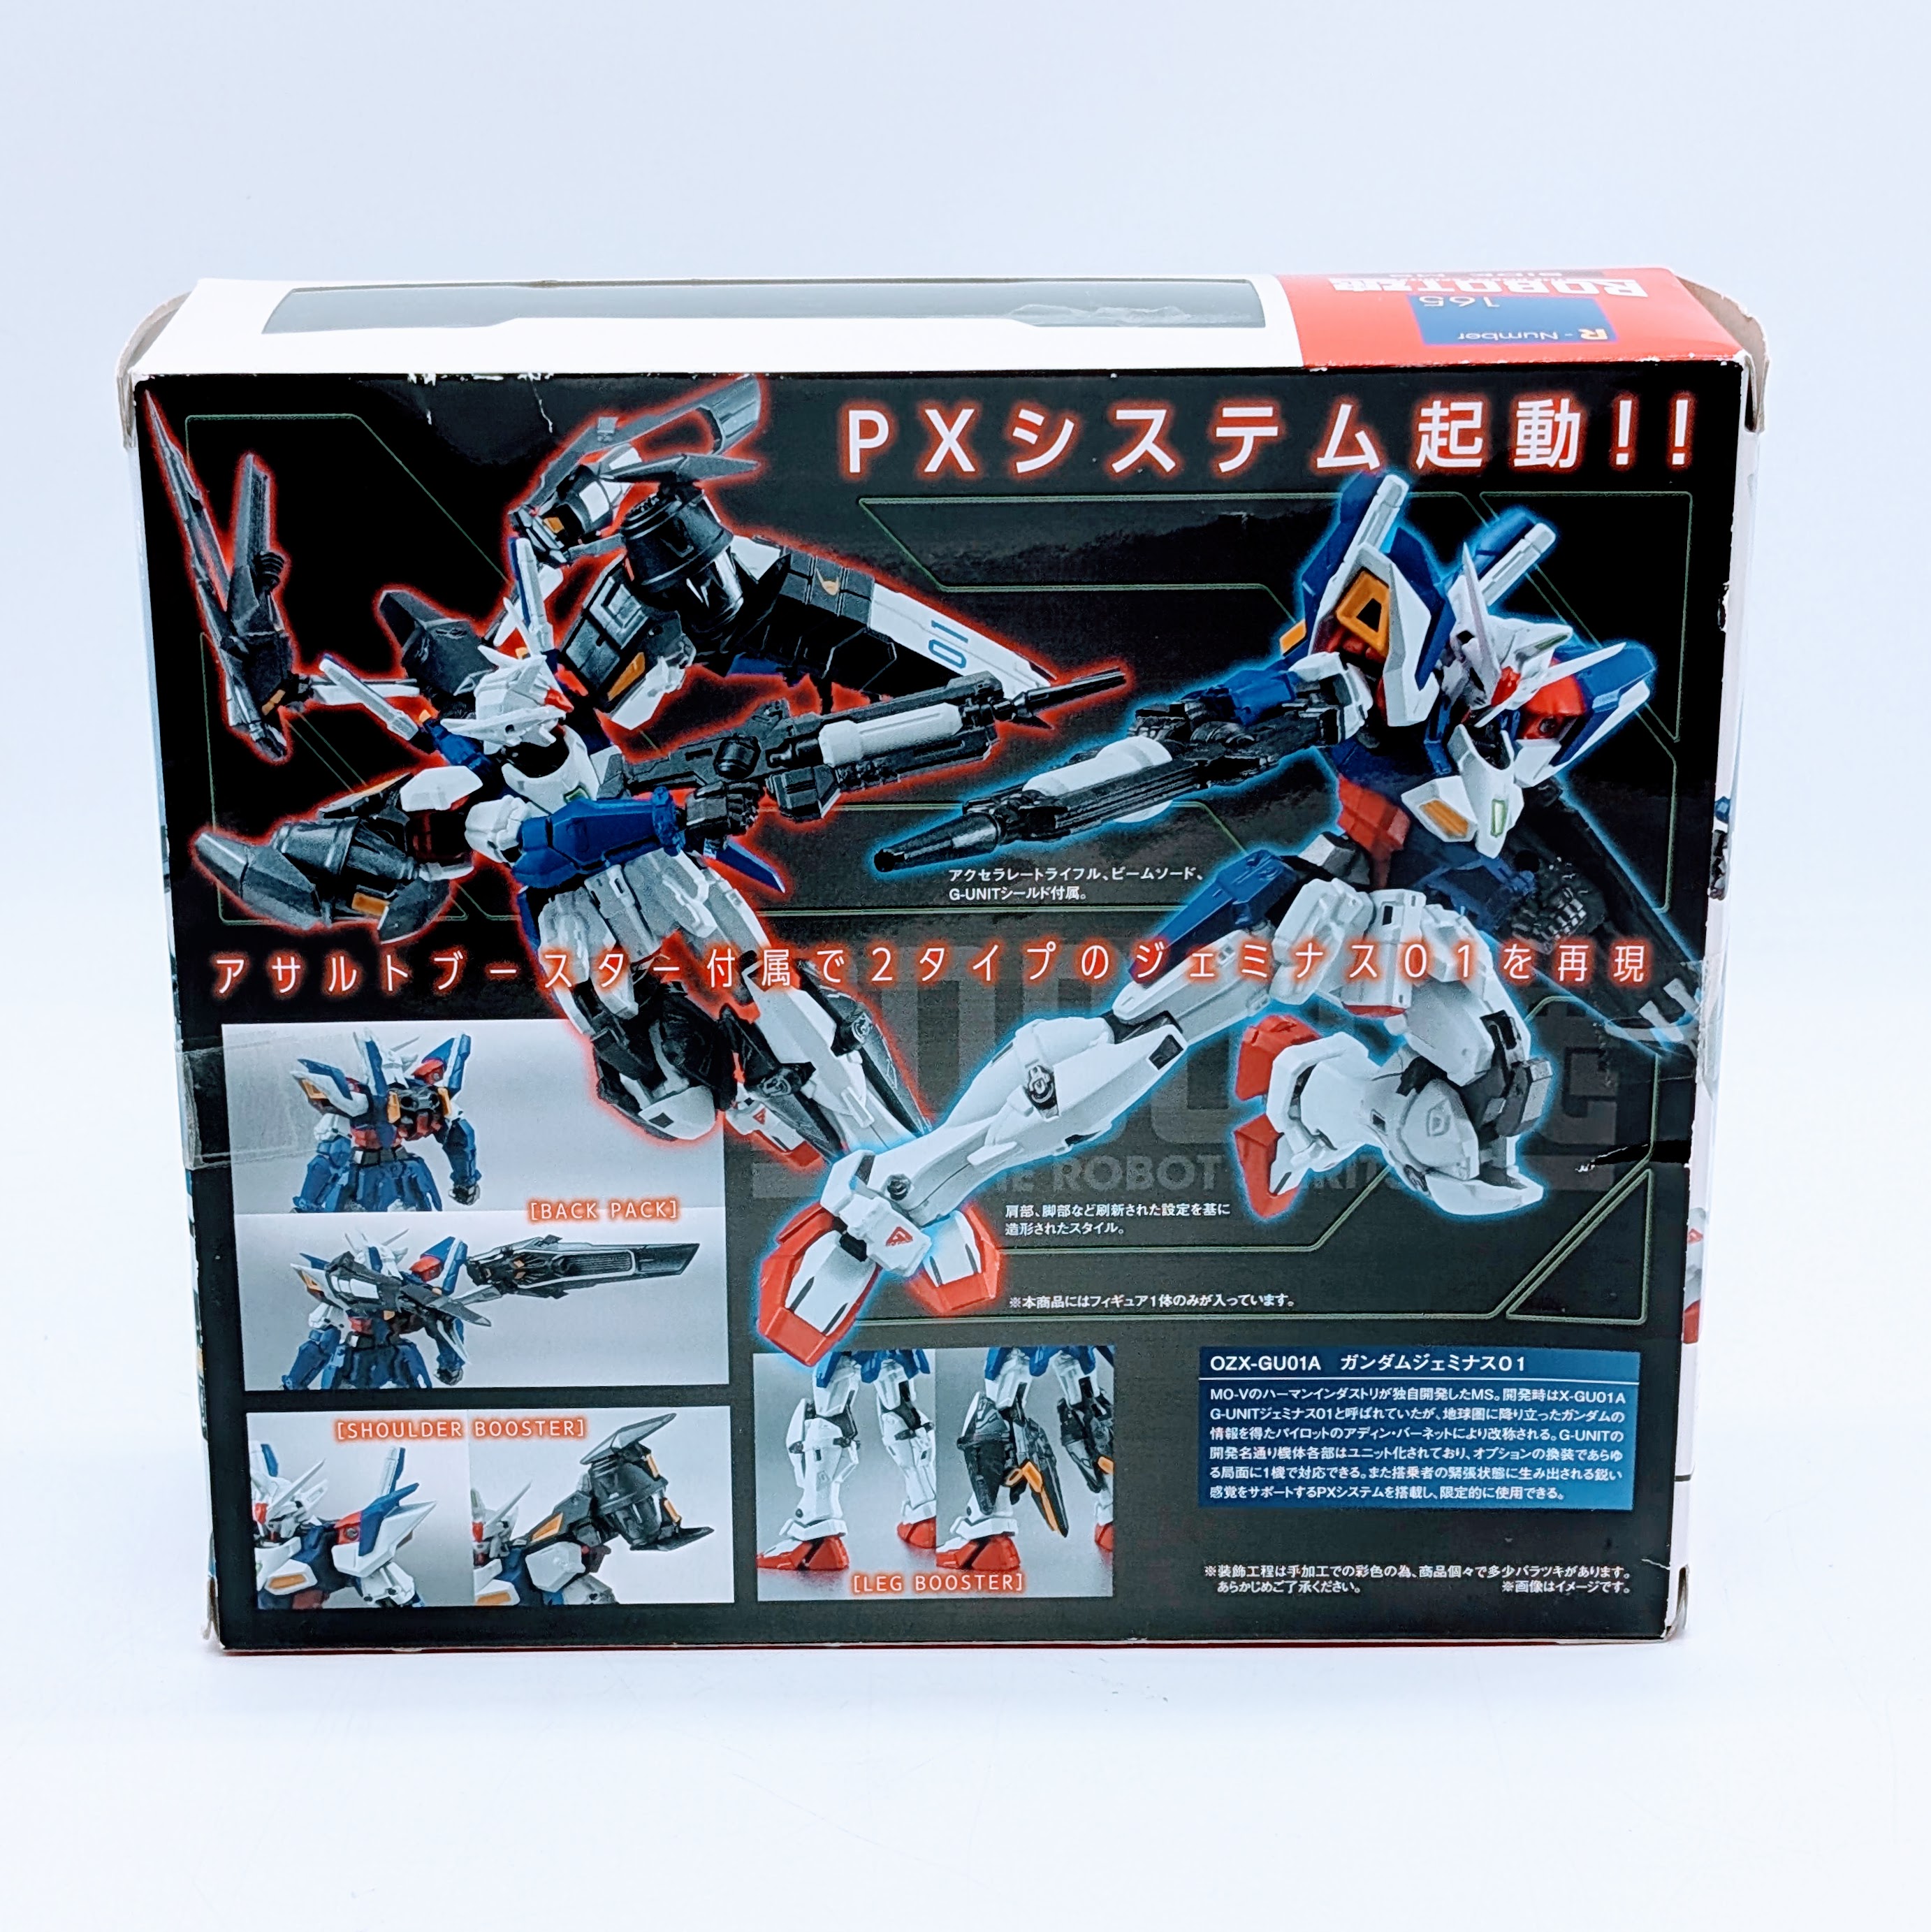 ROBOT魂
R-Number
165
PXシステム起動!!
01
アクセラレートライフル、ビームソード、
G-UNITシールド付属。
アサルトブースター付属で2タイプのジェミナス01を再現
[BACK PACK]
THE ROBOT SPIRITS
肩部、脚部など刷新された設定を基に
造形されたスタイル。
※本商品にはフィギュア1体のみが入っています。
[SHOULDER BOOSTER]
[LEG BOOSTER]
OZX-GU01A ガンダムジェミナス01
MO-Vのハーマンインダストリが独自開発したMS。開発時はX-GU01A
G-UNITジェミナス01と呼ばれていたが、地球圏に降り立ったガンダムの
情報を得たパイロットのアディン・バーネットにより改称される。G-UNITの
開発名通り機体各部はユニット化されており、オプションの換装であらゆ
る局面に1機で対応できる。また搭乗者の緊張状態に生み出される鋭い
感覚をサポートするPXシステムを搭載し、限定的に使用できる。
※装飾工程は手加工での彩色の為、商品個々で多少バラツキがあります。
あらかじめご了承ください。 ※画像はイメージです。